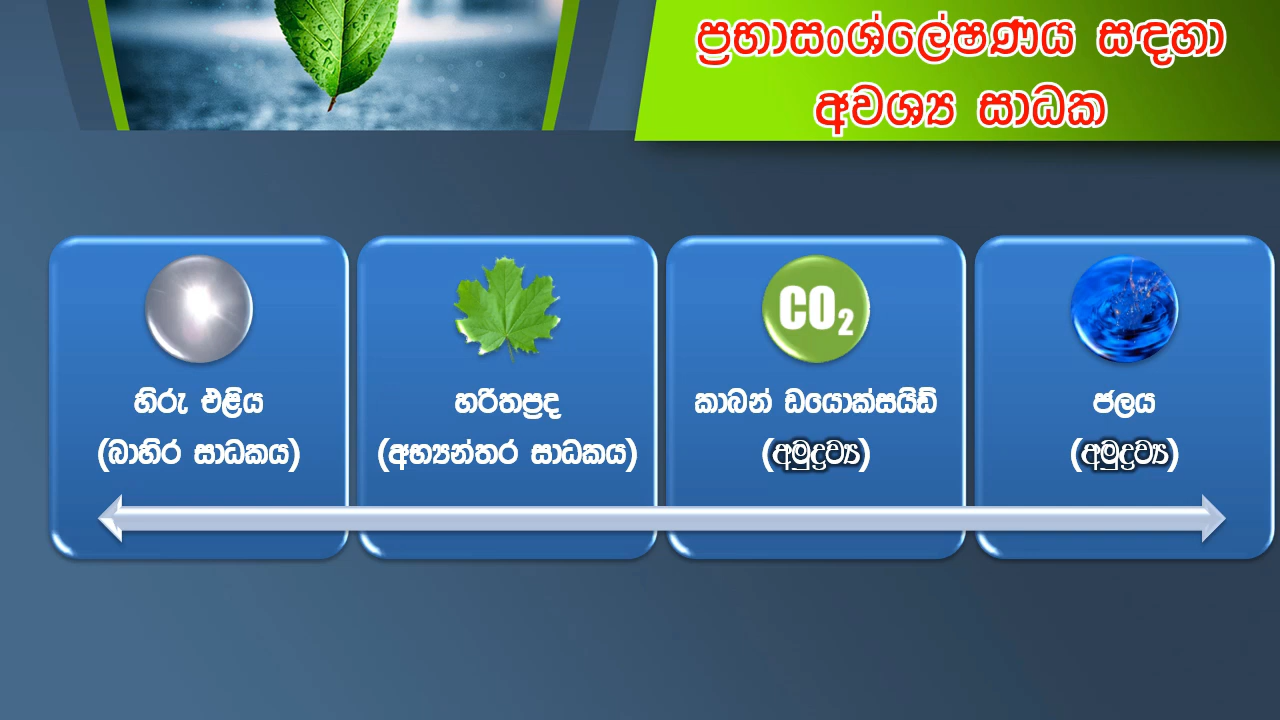 ප්‍රභාසංශ්ලේෂණය සඳහා
අවශ්‍ය සාධක
CO2
හිරු එළිය
(බාහිර සාධකය)
හරිතප්‍රද
(අභ්‍යන්තර සාධකය)
කාබන් ඩයොක්සයිඩ්
(අමුද්‍රව්‍ය)
ජලය
(අමුද්‍රව්‍ය)